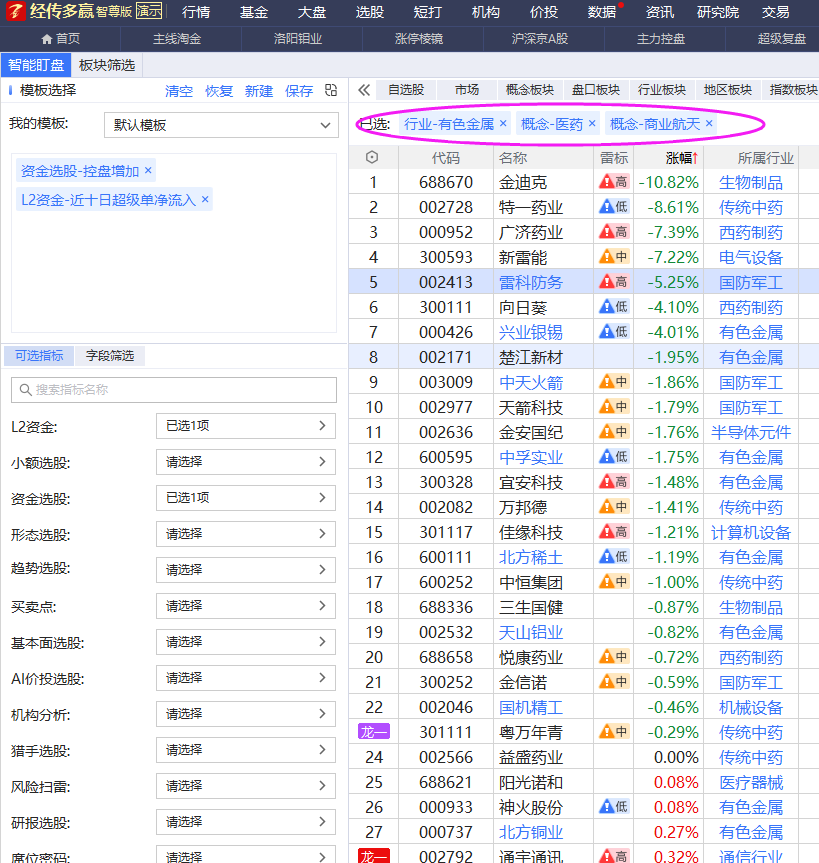 经传多赢 智尊版 演示 行情 基金 大盘 选股 短打 机构 价投 数据 资讯 研究院 交易
首页 主线淘金 洛阳钼业 涨停棱镜 沪深京A股 主力控盘 超级复盘
智能盯盘 板块筛选
模板选择 清空 恢复 新建 保存
我的模板: 默认模板
资金选股-控盘增加 ×
L2资金-近十日超级单净流入 ×
可选指标 字段筛选
搜索指标名称
L2资金: 已选1项
小额选股: 请选择
资金选股: 已选1项
形态选股: 请选择
趋势选股: 请选择
买卖点: 请选择
基本面选股: 请选择
AI价投选股: 请选择
机构分析: 请选择
猎手选股: 请选择
风险扫雷: 请选择
研报选股: 请选择
席位密码: 请选择
自选股 市场 概念板块 盘口板块 行业板块 地区板块 指数板块
已选: 行业-有色金属 × 概念-医药 × 概念-商业航天 ×
代码 名称 雷标 涨幅↑ 所属行业
1 688670 金迪克 高 -10.82% 生物制品
2 002728 特一药业 低 -8.61% 传统中药
3 000952 广济药业 高 -7.39% 西药制药
4 300593 新雷能 中 -7.22% 电气设备
5 002413 雷科防务 高 -5.25% 国防军工
6 300111 向日葵 低 -4.10% 西药制药
7 000426 兴业银锡 低 -4.01% 有色金属
8 002171 楚江新材 -1.95% 有色金属
9 003009 中天火箭 中 -1.86% 国防军工
10 002977 天箭科技 中 -1.79% 国防军工
11 002636 金安国纪 中 -1.76% 半导体元件
12 600595 中孚实业 低 -1.75% 有色金属
13 300328 宜安科技 高 -1.48% 有色金属
14 002082 万邦德 中 -1.41% 传统中药
15 301117 佳缘科技 高 -1.21% 计算机设备
16 600111 北方稀土 低 -1.19% 有色金属
17 600252 中恒集团 中 -1.00% 传统中药
18 688336 三生国健 -0.87% 生物制品
19 002532 天山铝业 -0.82% 有色金属
20 688658 悦康药业 中 -0.72% 西药制药
21 300252 金信诺 中 -0.59% 国防军工
22 002046 国机精工 -0.46% 机械设备
龙一 301111 粤万年青 中 -0.29% 传统中药
24 002566 益盛药业 0.00% 传统中药
25 688621 阳光诺和 0.08% 医疗器械
26 000933 神火股份 低 0.08% 有色金属
27 000737 北方铜业 0.27% 有色金属
龙一 002792 通宇通讯 高 0.32% 通信行业